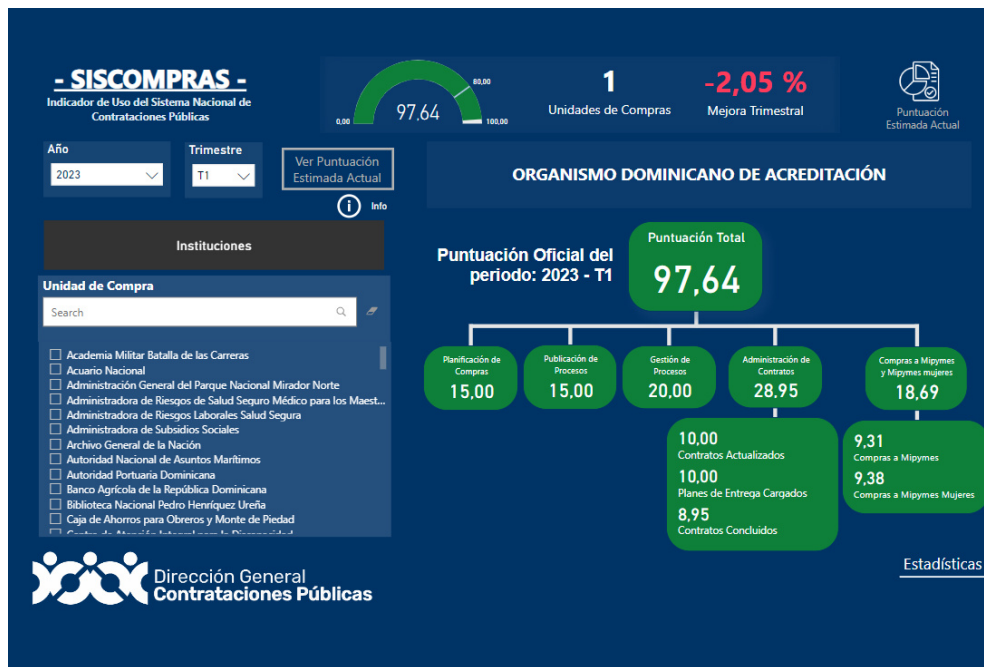 - SISCOMPRAS -
Indicador de Uso del Sistema Nacional de
Contrataciones Públicas
0,00
97,64
80,00
100,00
1
Unidades de Compras
-2,05 %
Mejora Trimestral
Puntuación
Estimada Actual
Año
2023
Trimestre
T1
Ver Puntuación
Estimada Actual
Info
ORGANISMO DOMINICANO DE ACREDITACIÓN
Instituciones
Unidad de Compra
Search
Academia Militar Batalla de las Carreras
Acuario Nacional
Administración General del Parque Nacional Mirador Norte
Administradora de Riesgos de Salud Seguro Médico para los Maest...
Administradora de Riesgos Laborales Salud Segura
Administradora de Subsidios Sociales
Archivo General de la Nación
Autoridad Nacional de Asuntos Marítimos
Autoridad Portuaria Dominicana
Banco Agrícola de la República Dominicana
Biblioteca Nacional Pedro Henríquez Ureña
Caja de Ahorros para Obreros y Monte de Piedad
Centro de Atención Integral para la Discapacidad
Puntuación Oficial del
periodo: 2023 - T1
Puntuación Total
97,64
Planificación de
Compras
15,00
Publicación de
Procesos
15,00
Gestión de
Procesos
20,00
Administración de
Contratos
28,95
Compras a Mipymes
y Mipymes mujeres
18,69
10,00
Contratos Actualizados
10,00
Planes de Entrega Cargados
8,95
Contratos Concluidos
9,31
Compras a Mipymes
9,38
Compras a Mipymes Mujeres
Dirección General
Contrataciones Públicas
Estadísticas